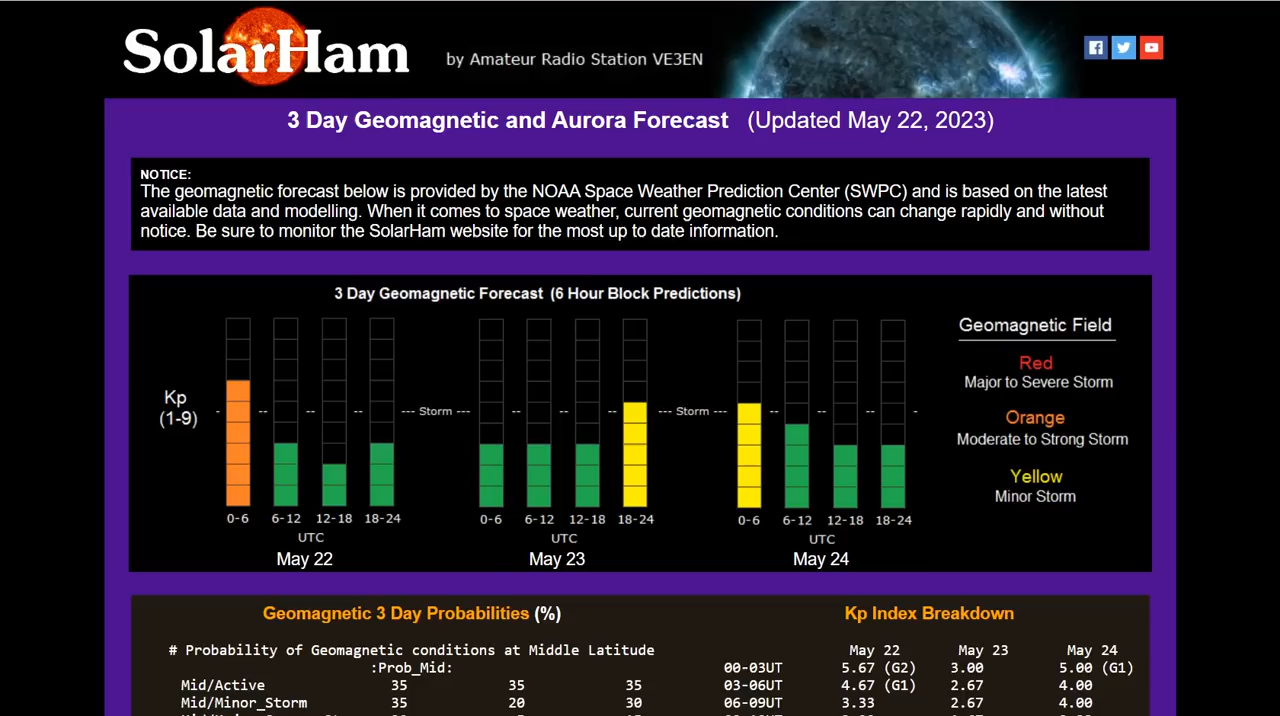 SolarHam
by Amateur Radio Station VE3EN
3 Day Geomagnetic and Aurora Forecast (Updated May 22, 2023)
NOTICE:
The geomagnetic forecast below is provided by the NOAA Space Weather Prediction Center (SWPC) and is based on the latest
available data and modelling. When it comes to space weather, current geomagnetic conditions can change rapidly and without
notice. Be sure to monitor the SolarHam website for the most up to date information.
3 Day Geomagnetic Forecast (6 Hour Block Predictions)
Geomagnetic Field
Red
Major to Severe Storm
Orange
Moderate to Strong Storm
Yellow
Minor Storm
Kp
(1-9)
- -- -- -- --- Storm --- -- -- -- --- Storm --- -- -- -- -
0-6 6-12 12-18 18-24 0-6 6-12 12-18 18-24 0-6 6-12 12-18 18-24
UTC UTC UTC
May 22 May 23 May 24
Geomagnetic 3 Day Probabilities (%)
# Probability of Geomagnetic conditions at Middle Latitude
:Prob_Mid:
Mid/Active 35 35 35
Mid/Minor_Storm 35 20 30
Kp Index Breakdown
May 22 May 23 May 24
00-03UT 5.67 (G2) 3.00 5.00 (G1)
03-06UT 4.67 (G1) 2.67 4.00
06-09UT 3.33 2.67 4.00